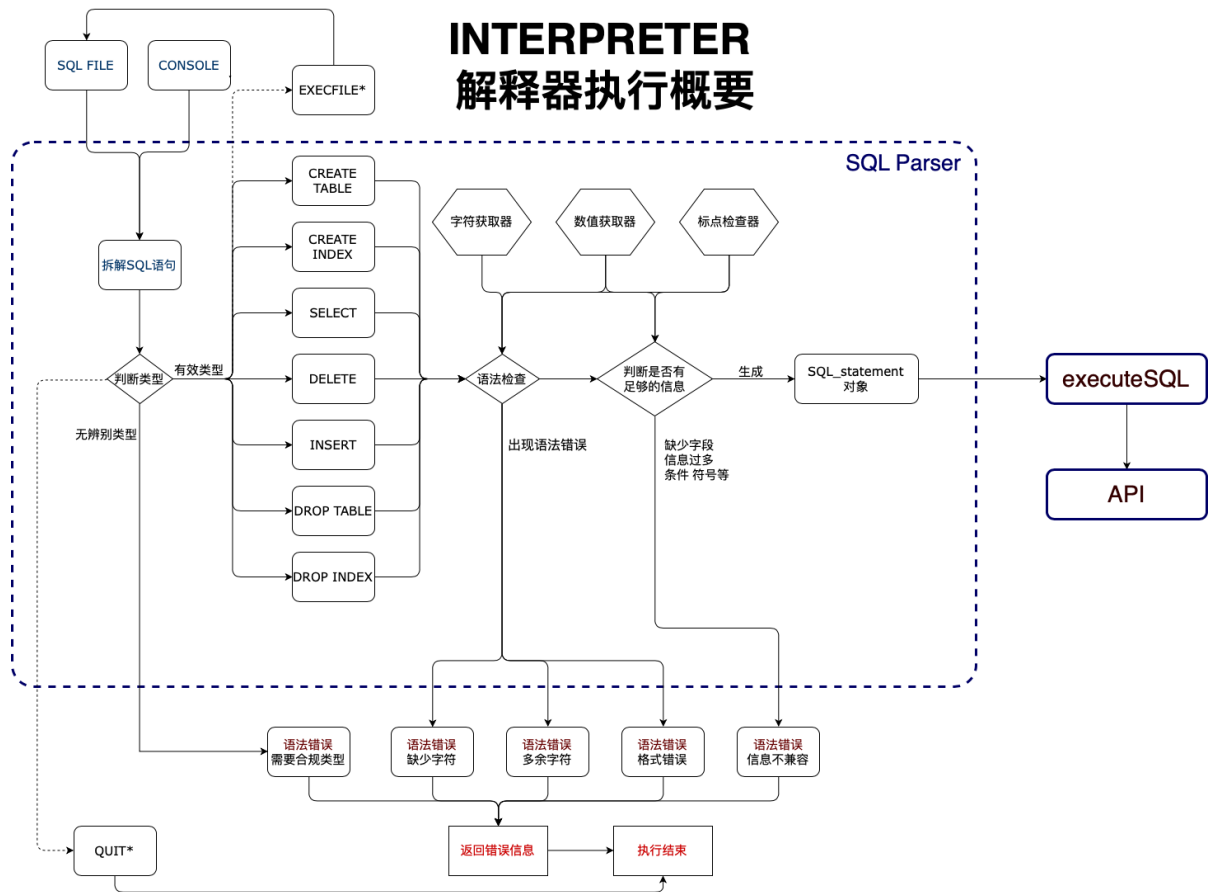 INTERPRETER
解释器执行概要
SQL FILE
CONSOLE
EXECFILE*
SQL Parser
CREATE
TABLE
字符获取器
数值获取器
标点检查器
CREATE
INDEX
拆解SQL语句
SELECT
判断类型
有效类型
DELETE
语法检查
判断是否有
足够的信息
生成
SQL_statement
对象
executeSQL
无辨别类型
INSERT
出现语法错误
缺少字段
信息过多
条件 符号等
API
DROP TABLE
DROP INDEX
语法错误
需要合规类型
语法错误
缺少字符
语法错误
多余字符
语法错误
格式错误
语法错误
信息不兼容
QUIT*
返回错误信息
执行结束